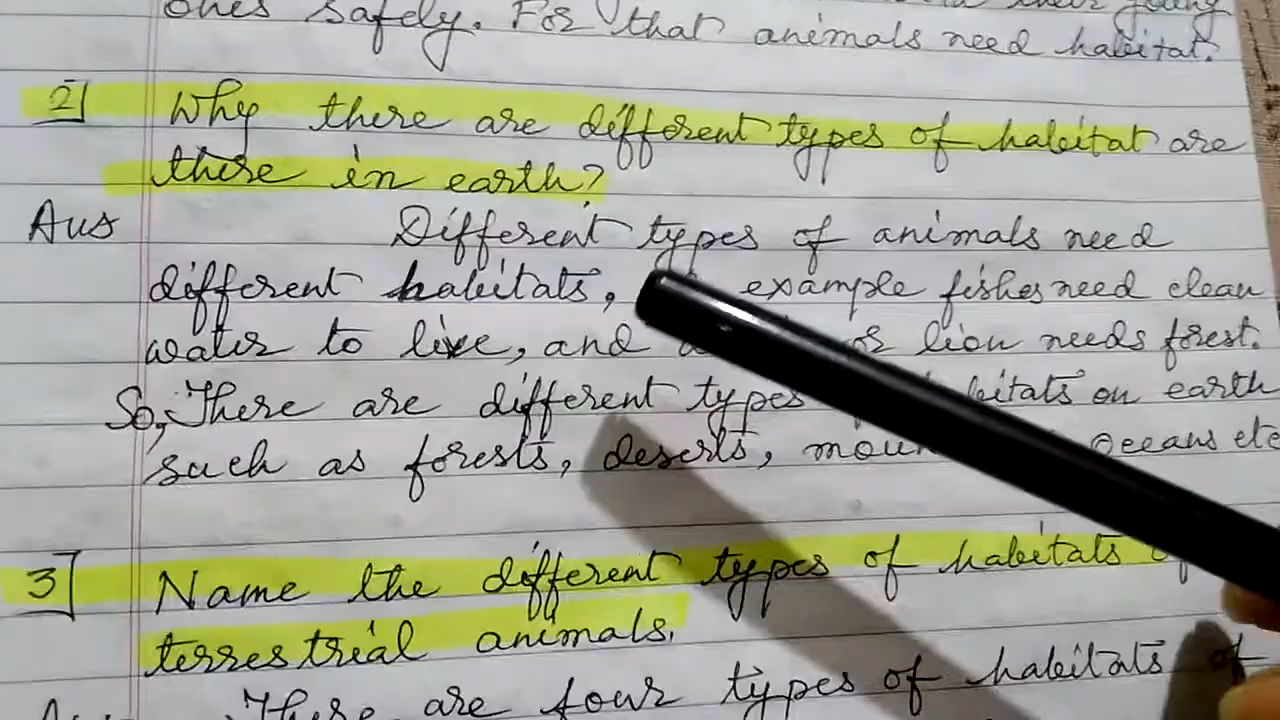 ones safely. For that animals need habitat.
2] Why there are different types of habitat are
there in earth?
Ans Different types of animals need
different habitats, example fishes need clean
water to live, and or lion needs forest.
So, There are different types habitats on earth
such as forests, deserts, oceans etc
3] Name the different types of habitats of
terrestrial animals.
There are four types of habitats of